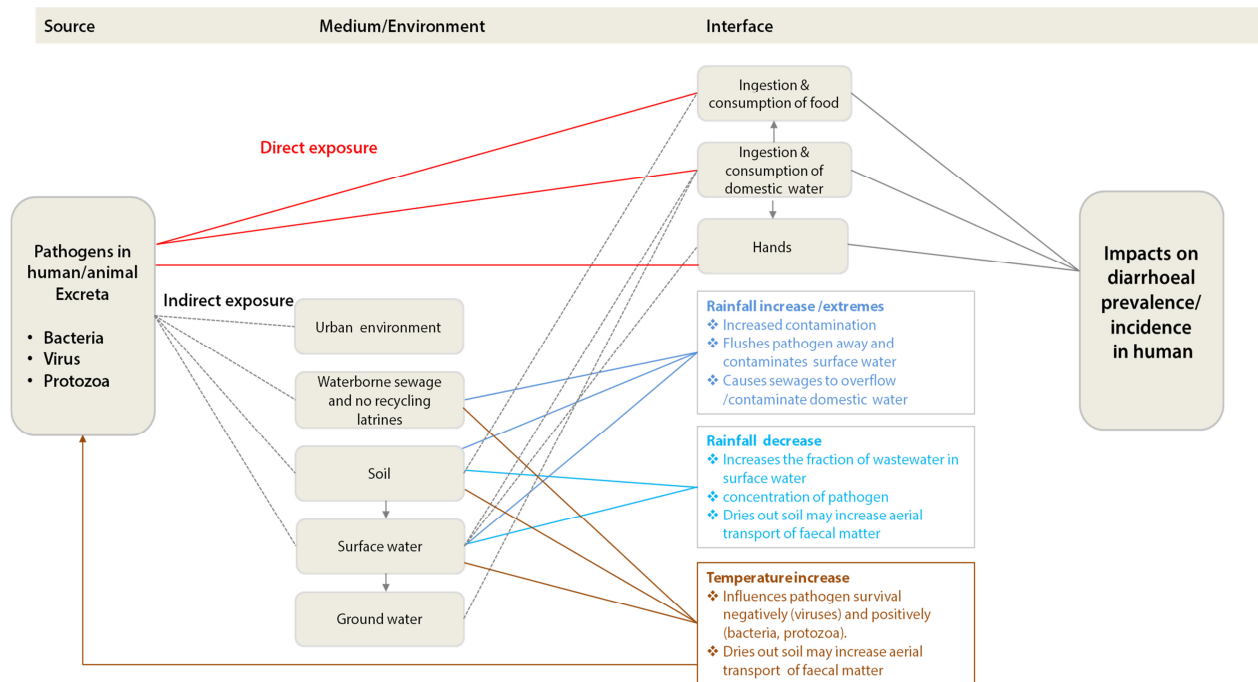 Source
Medium/Environment
Interface
Direct exposure
Pathogens in
human/animal
Excreta
• Bacteria
• Virus
• Protozoa
Indirect exposure
Urban environment
Waterborne sewage
and no recycling
latrines
Soil
Surface water
Ground water
Ingestion &
consumption of food
Ingestion &
consumption of
domestic water
Hands
Rainfall increase /extremes
❖ Increased contamination
❖ Flushes pathogen away and
contaminates surface water
❖ Causes sewages to overflow
/contaminate domestic water
Rainfall decrease
❖ Increases the fraction of wastewater in
surface water
❖ concentration of pathogen
❖ Dries out soil may increase aerial
transport of faecal matter
Temperature increase
❖ Influences pathogen survival
negatively (viruses) and positively
(bacteria, protozoa).
❖ Dries out soil may increase aerial
transport of faecal matter
Impacts on
diarrhoeal
prevalence/
incidence
in human